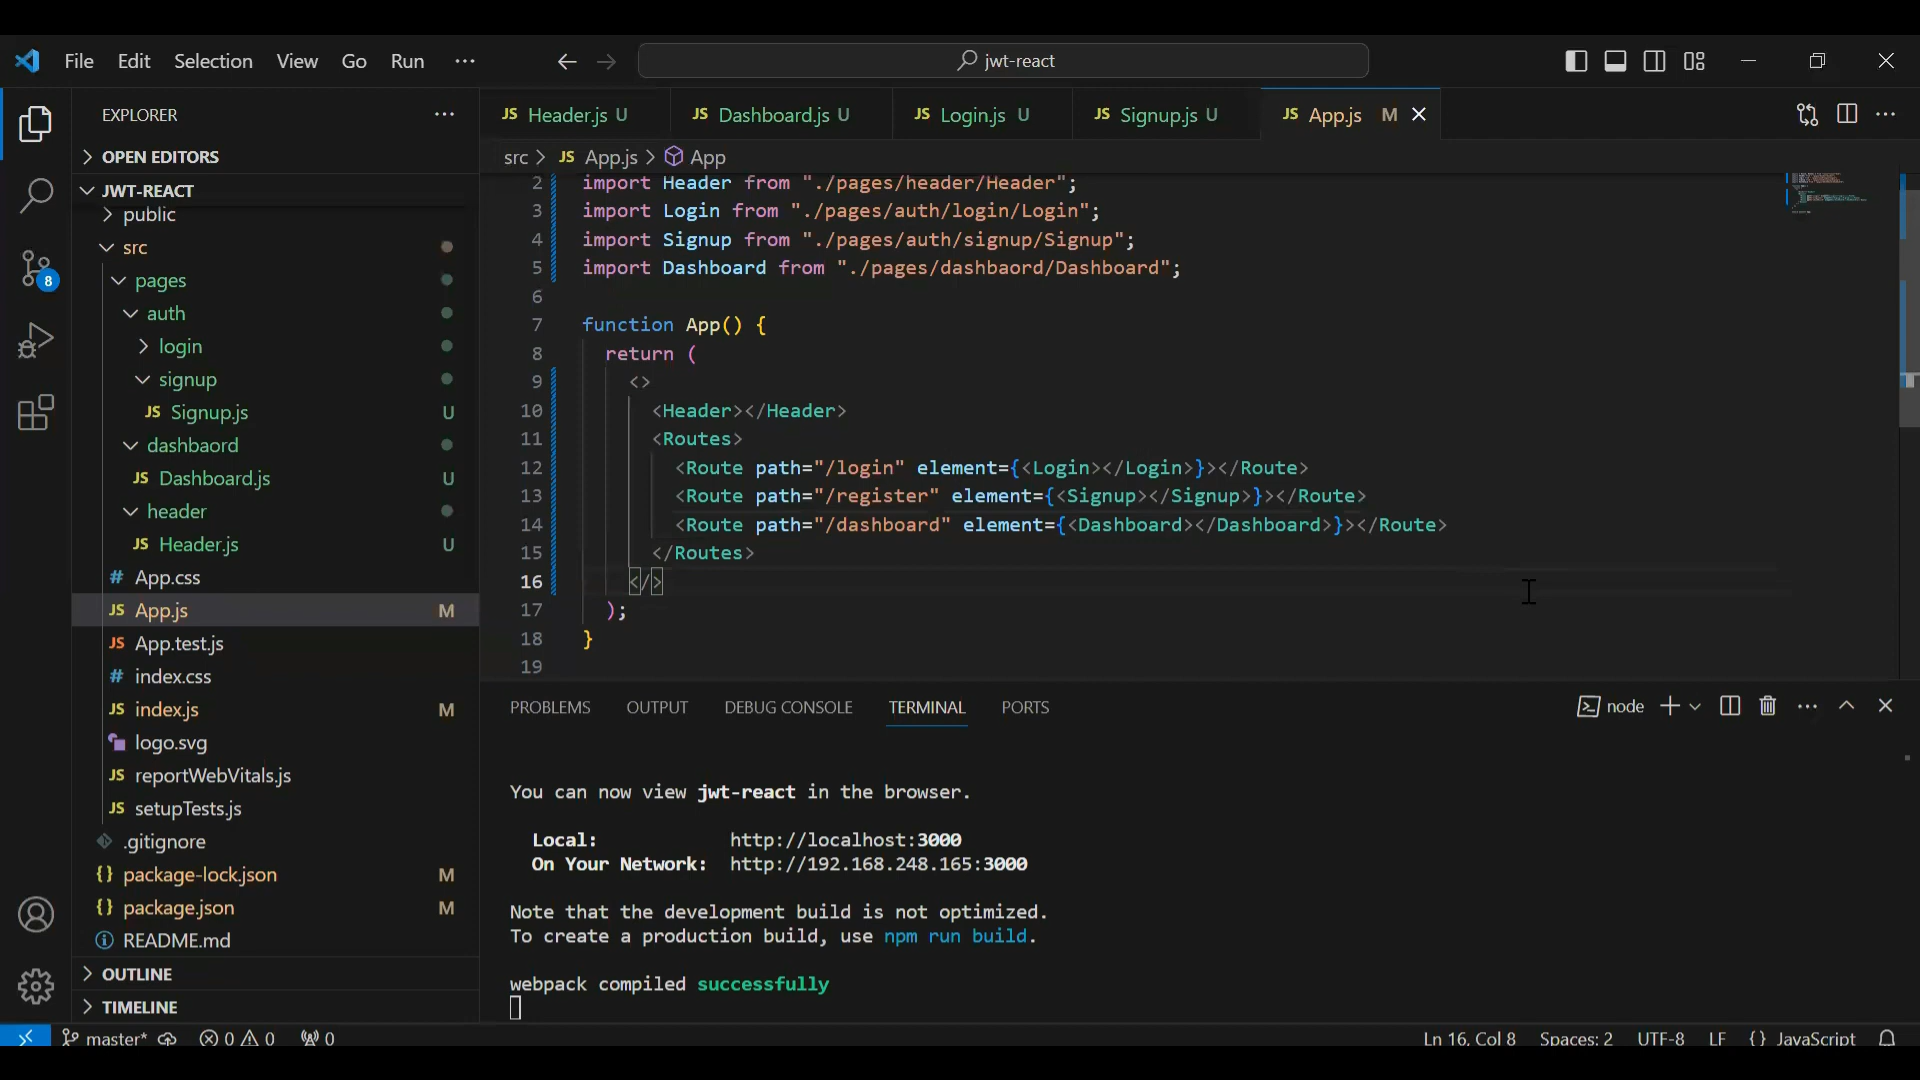 File Edit Selection View Go Run ... jwt-react
EXPLORER
OPEN EDITORS
JWT-REACT
public
src
pages
auth
login
signup
JS Signup.js U
dashbaord
JS Dashboard.js U
header
JS Header.js U
# App.css
JS App.js M
JS App.test.js
# index.css
JS index.js M
logo.svg
JS reportWebVitals.js
JS setupTests.js
.gitignore
{} package-lock.json M
{} package.json M
README.md
OUTLINE
TIMELINE
8
JS Header.js U JS Dashboard.js U JS Login.js U JS Signup.js U JS App.js M
src > JS App.js > App
2 import Header from "./pages/header/Header";
3 import Login from "./pages/auth/login/Login";
4 import Signup from "./pages/auth/signup/Signup";
5 import Dashboard from "./pages/dashbaord/Dashboard";
6
7 function App() {
8 return (
9 <>
10 <Header></Header>
11 <Routes>
12 <Route path="/login" element={<Login></Login>}></Route>
13 <Route path="/register" element={<Signup></Signup>}></Route>
14 <Route path="/dashboard" element={<Dashboard></Dashboard>}></Route>
15 </Routes>
16 </>
17 );
18 }
19
PROBLEMS OUTPUT DEBUG CONSOLE TERMINAL PORTS node
You can now view jwt-react in the browser.
Local: http://localhost:3000
On Your Network: http://192.168.248.165:3000
Note that the development build is not optimized.
To create a production build, use npm run build.
webpack compiled successfully
master* 0 0 0 Ln 16, Col 8 Spaces: 2 UTF-8 LF {} JavaScript